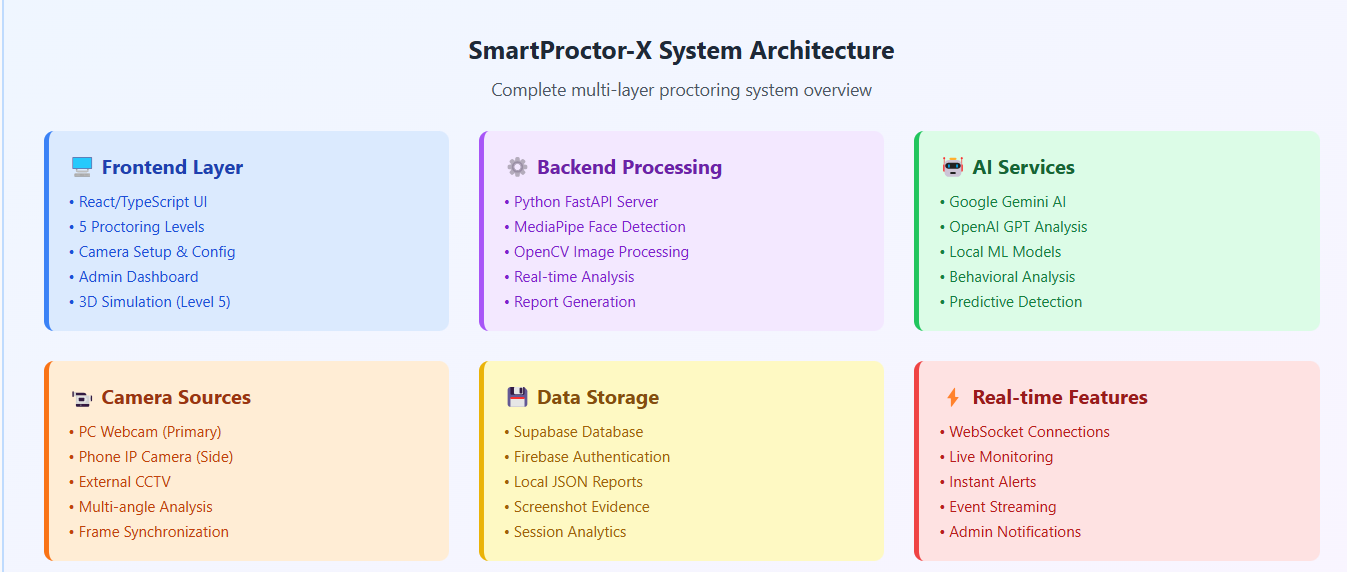 SmartProctor-X System Architecture
Complete multi-layer proctoring system overview
Frontend Layer
• React/TypeScript UI
• 5 Proctoring Levels
• Camera Setup & Config
• Admin Dashboard
• 3D Simulation (Level 5)
Backend Processing
• Python FastAPI Server
• MediaPipe Face Detection
• OpenCV Image Processing
• Real-time Analysis
• Report Generation
AI Services
• Google Gemini AI
• OpenAI GPT Analysis
• Local ML Models
• Behavioral Analysis
• Predictive Detection
Camera Sources
• PC Webcam (Primary)
• Phone IP Camera (Side)
• External CCTV
• Multi-angle Analysis
• Frame Synchronization
Data Storage
• Supabase Database
• Firebase Authentication
• Local JSON Reports
• Screenshot Evidence
• Session Analytics
Real-time Features
• WebSocket Connections
• Live Monitoring
• Instant Alerts
• Event Streaming
• Admin Notifications